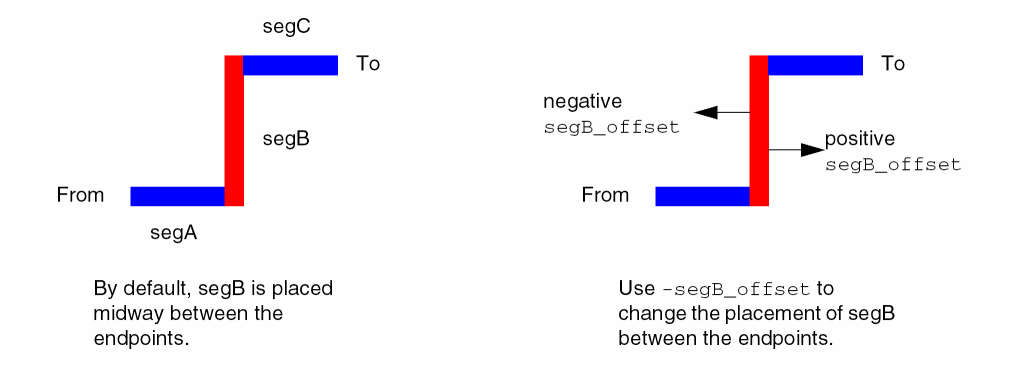 segC
To
segB
From
segA
By default, segB is placed
midway between the
endpoints.
To
negative
segB_offset
positive
segB_offset
From
Use -segB_offset to
change the placement of segB
between the endpoints.